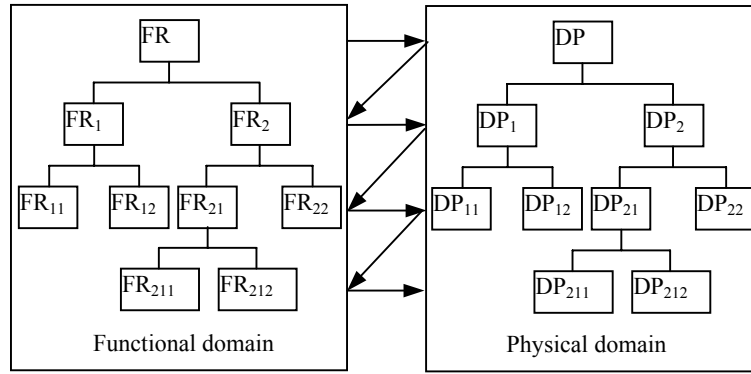 FR
FR₁ FR₂
FR₁₁ FR₁₂ FR₂₁ FR₂₂
FR₂₁₁ FR₂₁₂
Functional domain
DP
DP₁ DP₂
DP₁₁ DP₁₂ DP₂₁ DP₂₂
DP₂₁₁ DP₂₁₂
Physical domain